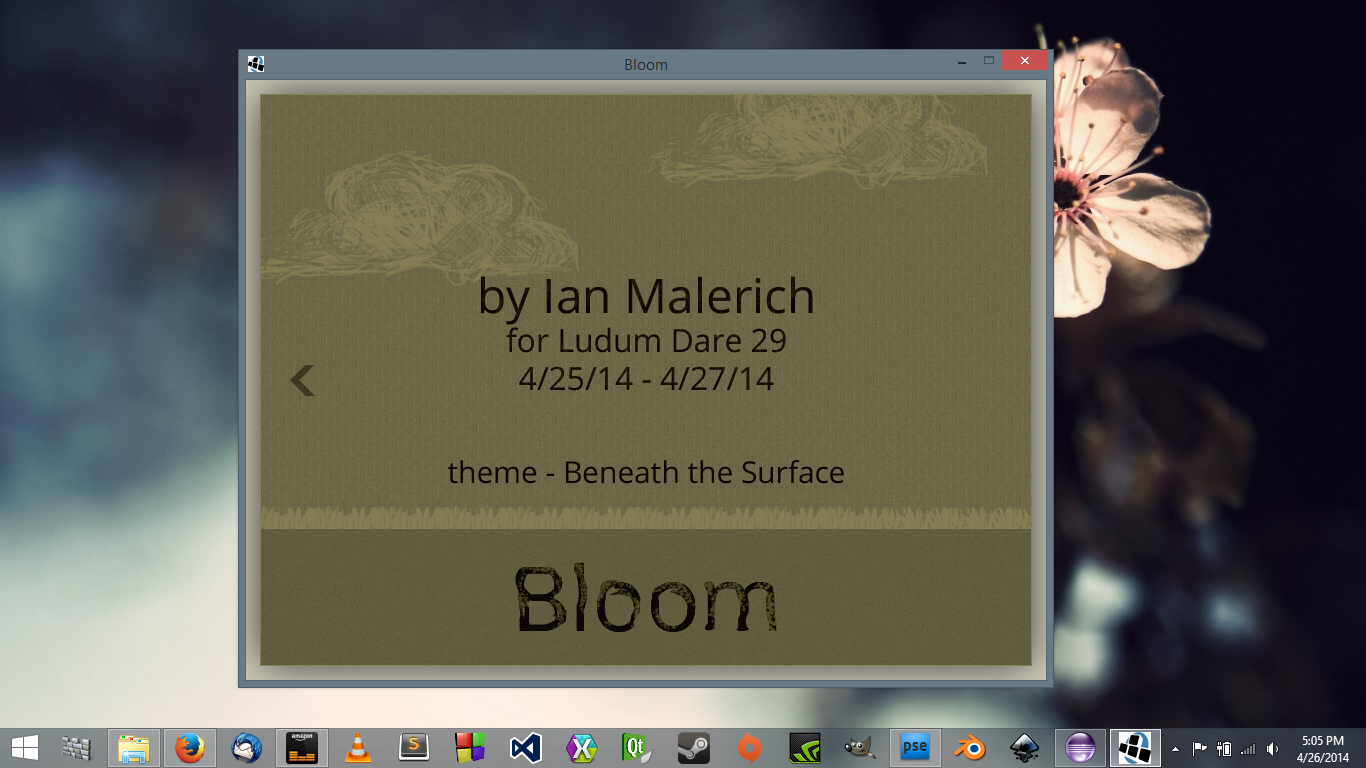 Bloom
by Ian Malerich
for Ludum Dare 29
4/25/14 - 4/27/14
theme - Beneath the Surface
Bloom
amazon
S
Qt
pse
5:05 PM
4/26/2014